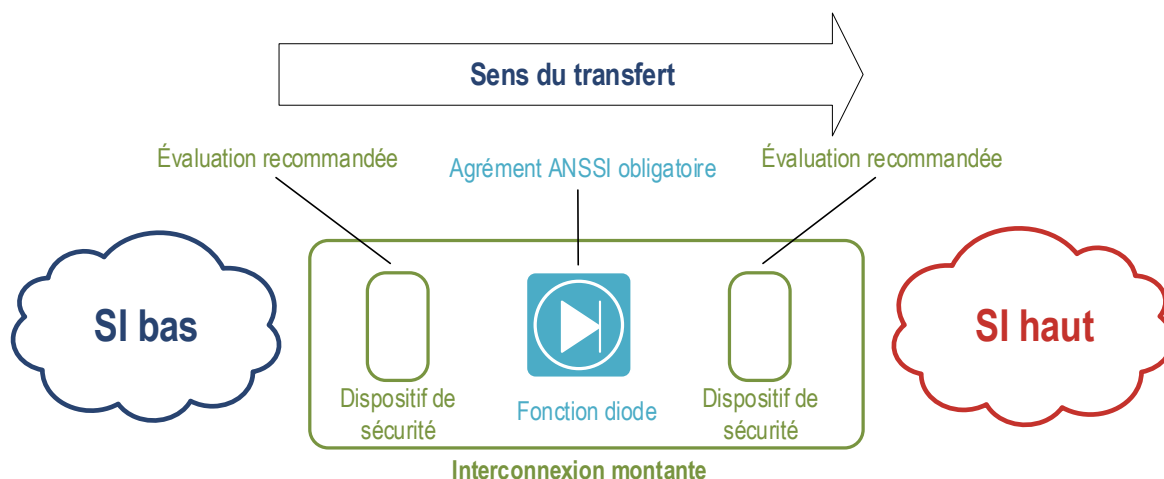 Sens du transfert
Évaluation recommandée
Agrément ANSSI obligatoire
Évaluation recommandée
SI bas
SI haut
Dispositif de
sécurité
Fonction diode
Dispositif de
sécurité
Interconnexion montante